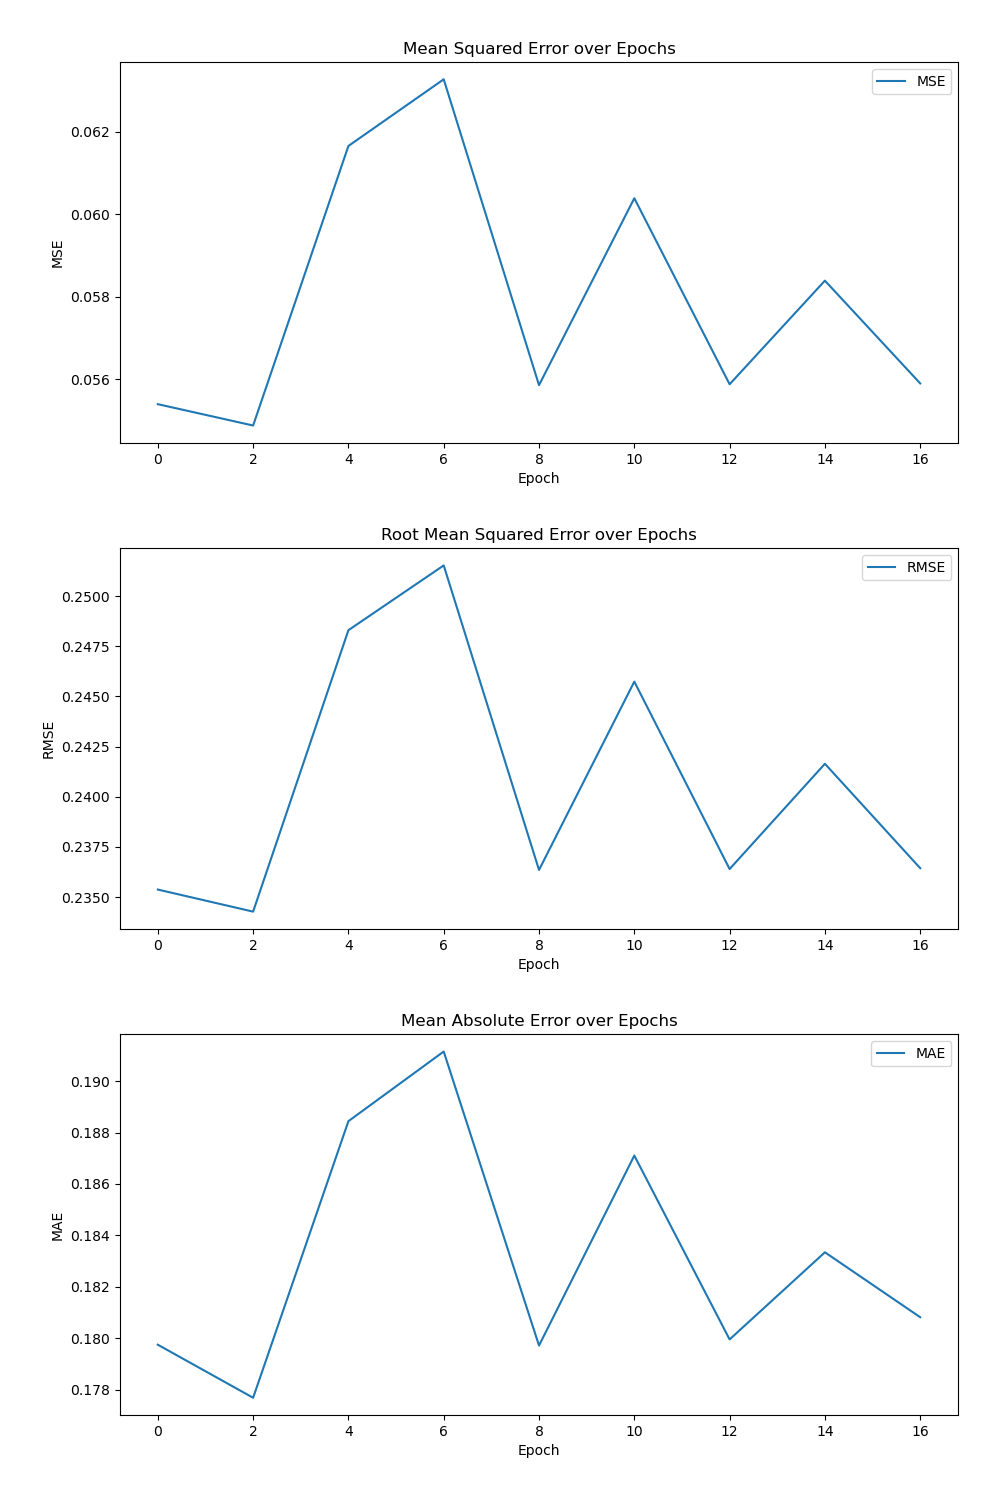 Mean Squared Error over Epochs
MSE
0.062
0.060
0.058
0.056
MSE
0 2 4 6 8 10 12 14 16
Epoch
Root Mean Squared Error over Epochs
RMSE
0.2500
0.2475
0.2450
0.2425
0.2400
0.2375
0.2350
RMSE
0 2 4 6 8 10 12 14 16
Epoch
Mean Absolute Error over Epochs
MAE
0.190
0.188
0.186
0.184
0.182
0.180
0.178
MAE
0 2 4 6 8 10 12 14 16
Epoch